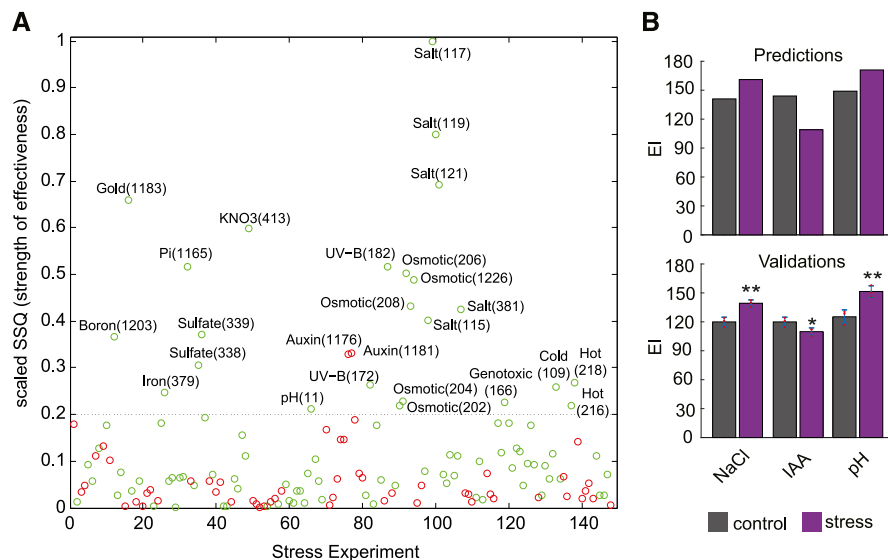 A
scaled SSQ (strength of effectiveness)
1
0.9
0.8
0.7
0.6
0.5
0.4
0.3
0.2
0.1
0
Salt(117)
Salt(119)
Salt(121)
Gold(1183)
KNO3(413)
Pi(1165)
UV−B(182)
Osmotic(206)
Osmotic(1226)
Osmotic(208)
Salt(381)
Salt(115)
Boron(1203)
Sulfate(339)
Sulfate(338)
Auxin(1176)
Auxin(1181)
Iron(379)
UV−B(172)
pH(11)
Osmotic(204)
Osmotic(202)
Genotoxic
(166)
Cold
(109)
Hot
(218)
Hot
(216)
0 20 40 60 80 100 120 140
Stress Experiment
B
Predictions
EI
180
150
120
90
60
30
0
Validations
EI
180
150
120
90
60
30
0
**
*
**
NaCl
IAA
pH
control
stress